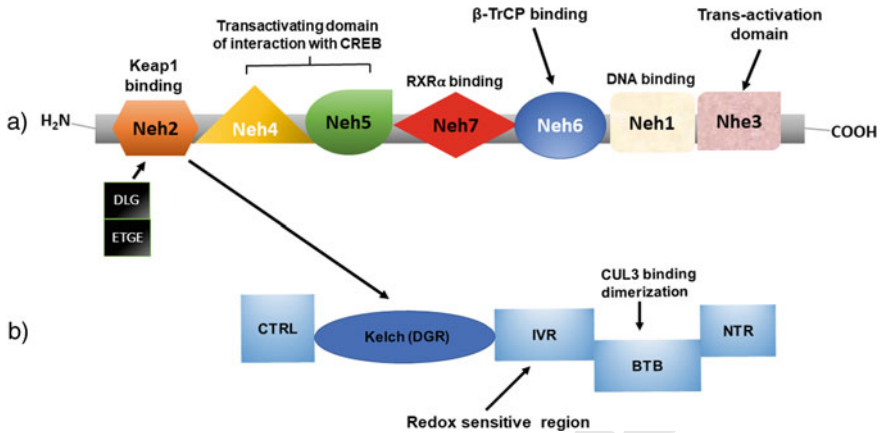 Transactivating domain
of interaction with CREB
β-TrCP binding
Trans-activation
domain
Keap1
binding
RXRα binding
DNA binding
a)
H₂N
Neh2
Neh4
Neh5
Neh7
Neh6
Neh1
Nhe3
COOH
DLG
ETGE
CUL3 binding
dimerization
b)
CTRL
Kelch (DGR)
IVR
BTB
NTR
Redox sensitive region